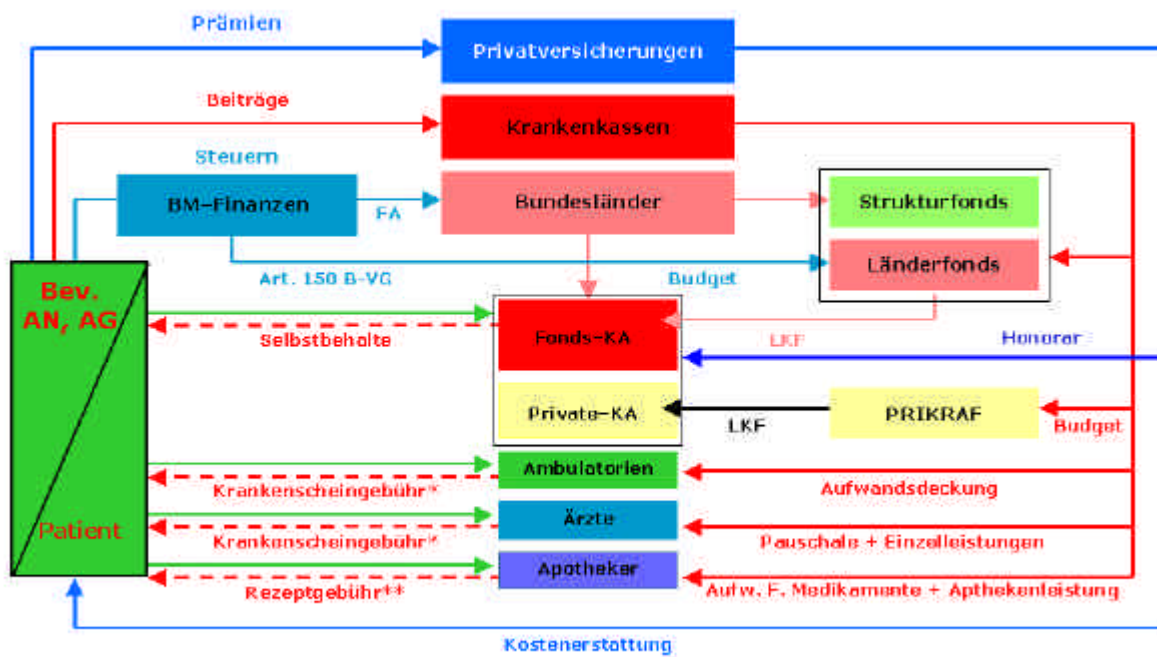 Prämien
Privatversicherungen
Beiträge
Krankenkassen
Steuern
BM-Finanzen
FA
Bundesländer
Strukturfonds
Länderfonds
Art. 150 B-VG
Budget
Bev.
AN, AG
Patient
Selbstbehalte
Fonds-KA
LKF
Honorar
Private-KA
LKF
PRIKRAF
Budget
Ambulatorien
Krankenscheingebühr*
Aufwandsdeckung
Ärzte
Krankenscheingebühr*
Pauschale + Einzelleistungen
Apotheker
Rezeptgebühr**
Aufw. F. Medikamente + Apthekenleistung
Kostenerstattung